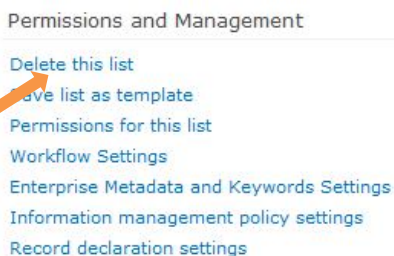 Permissions and Management
Delete this list
Save list as template
Permissions for this list
Workflow Settings
Enterprise Metadata and Keywords Settings
Information management policy settings
Record declaration settings